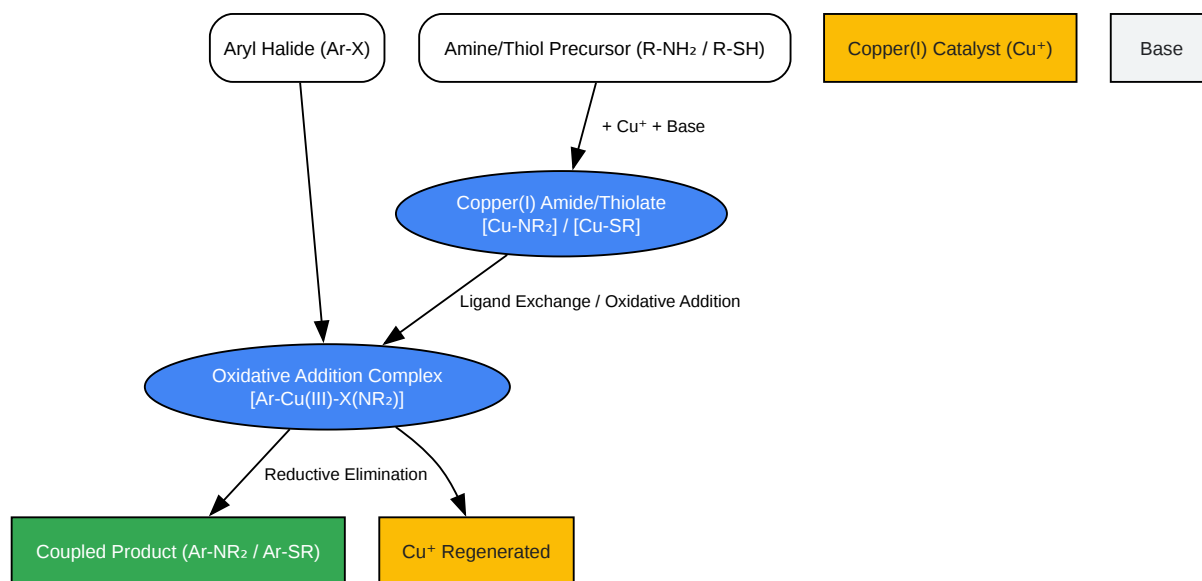 Aryl Halide (Ar-X)
Amine/Thiol Precursor (R-NH₂ / R-SH)
Copper(I) Catalyst (Cu⁺)
Base
+ Cu⁺ + Base
Copper(I) Amide/Thiolate
[Cu-NR₂] / [Cu-SR]
Ligand Exchange / Oxidative Addition
Oxidative Addition Complex
[Ar-Cu(III)-X(NR₂)]
Reductive Elimination
Coupled Product (Ar-NR₂ / Ar-SR)
Cu⁺ Regenerated